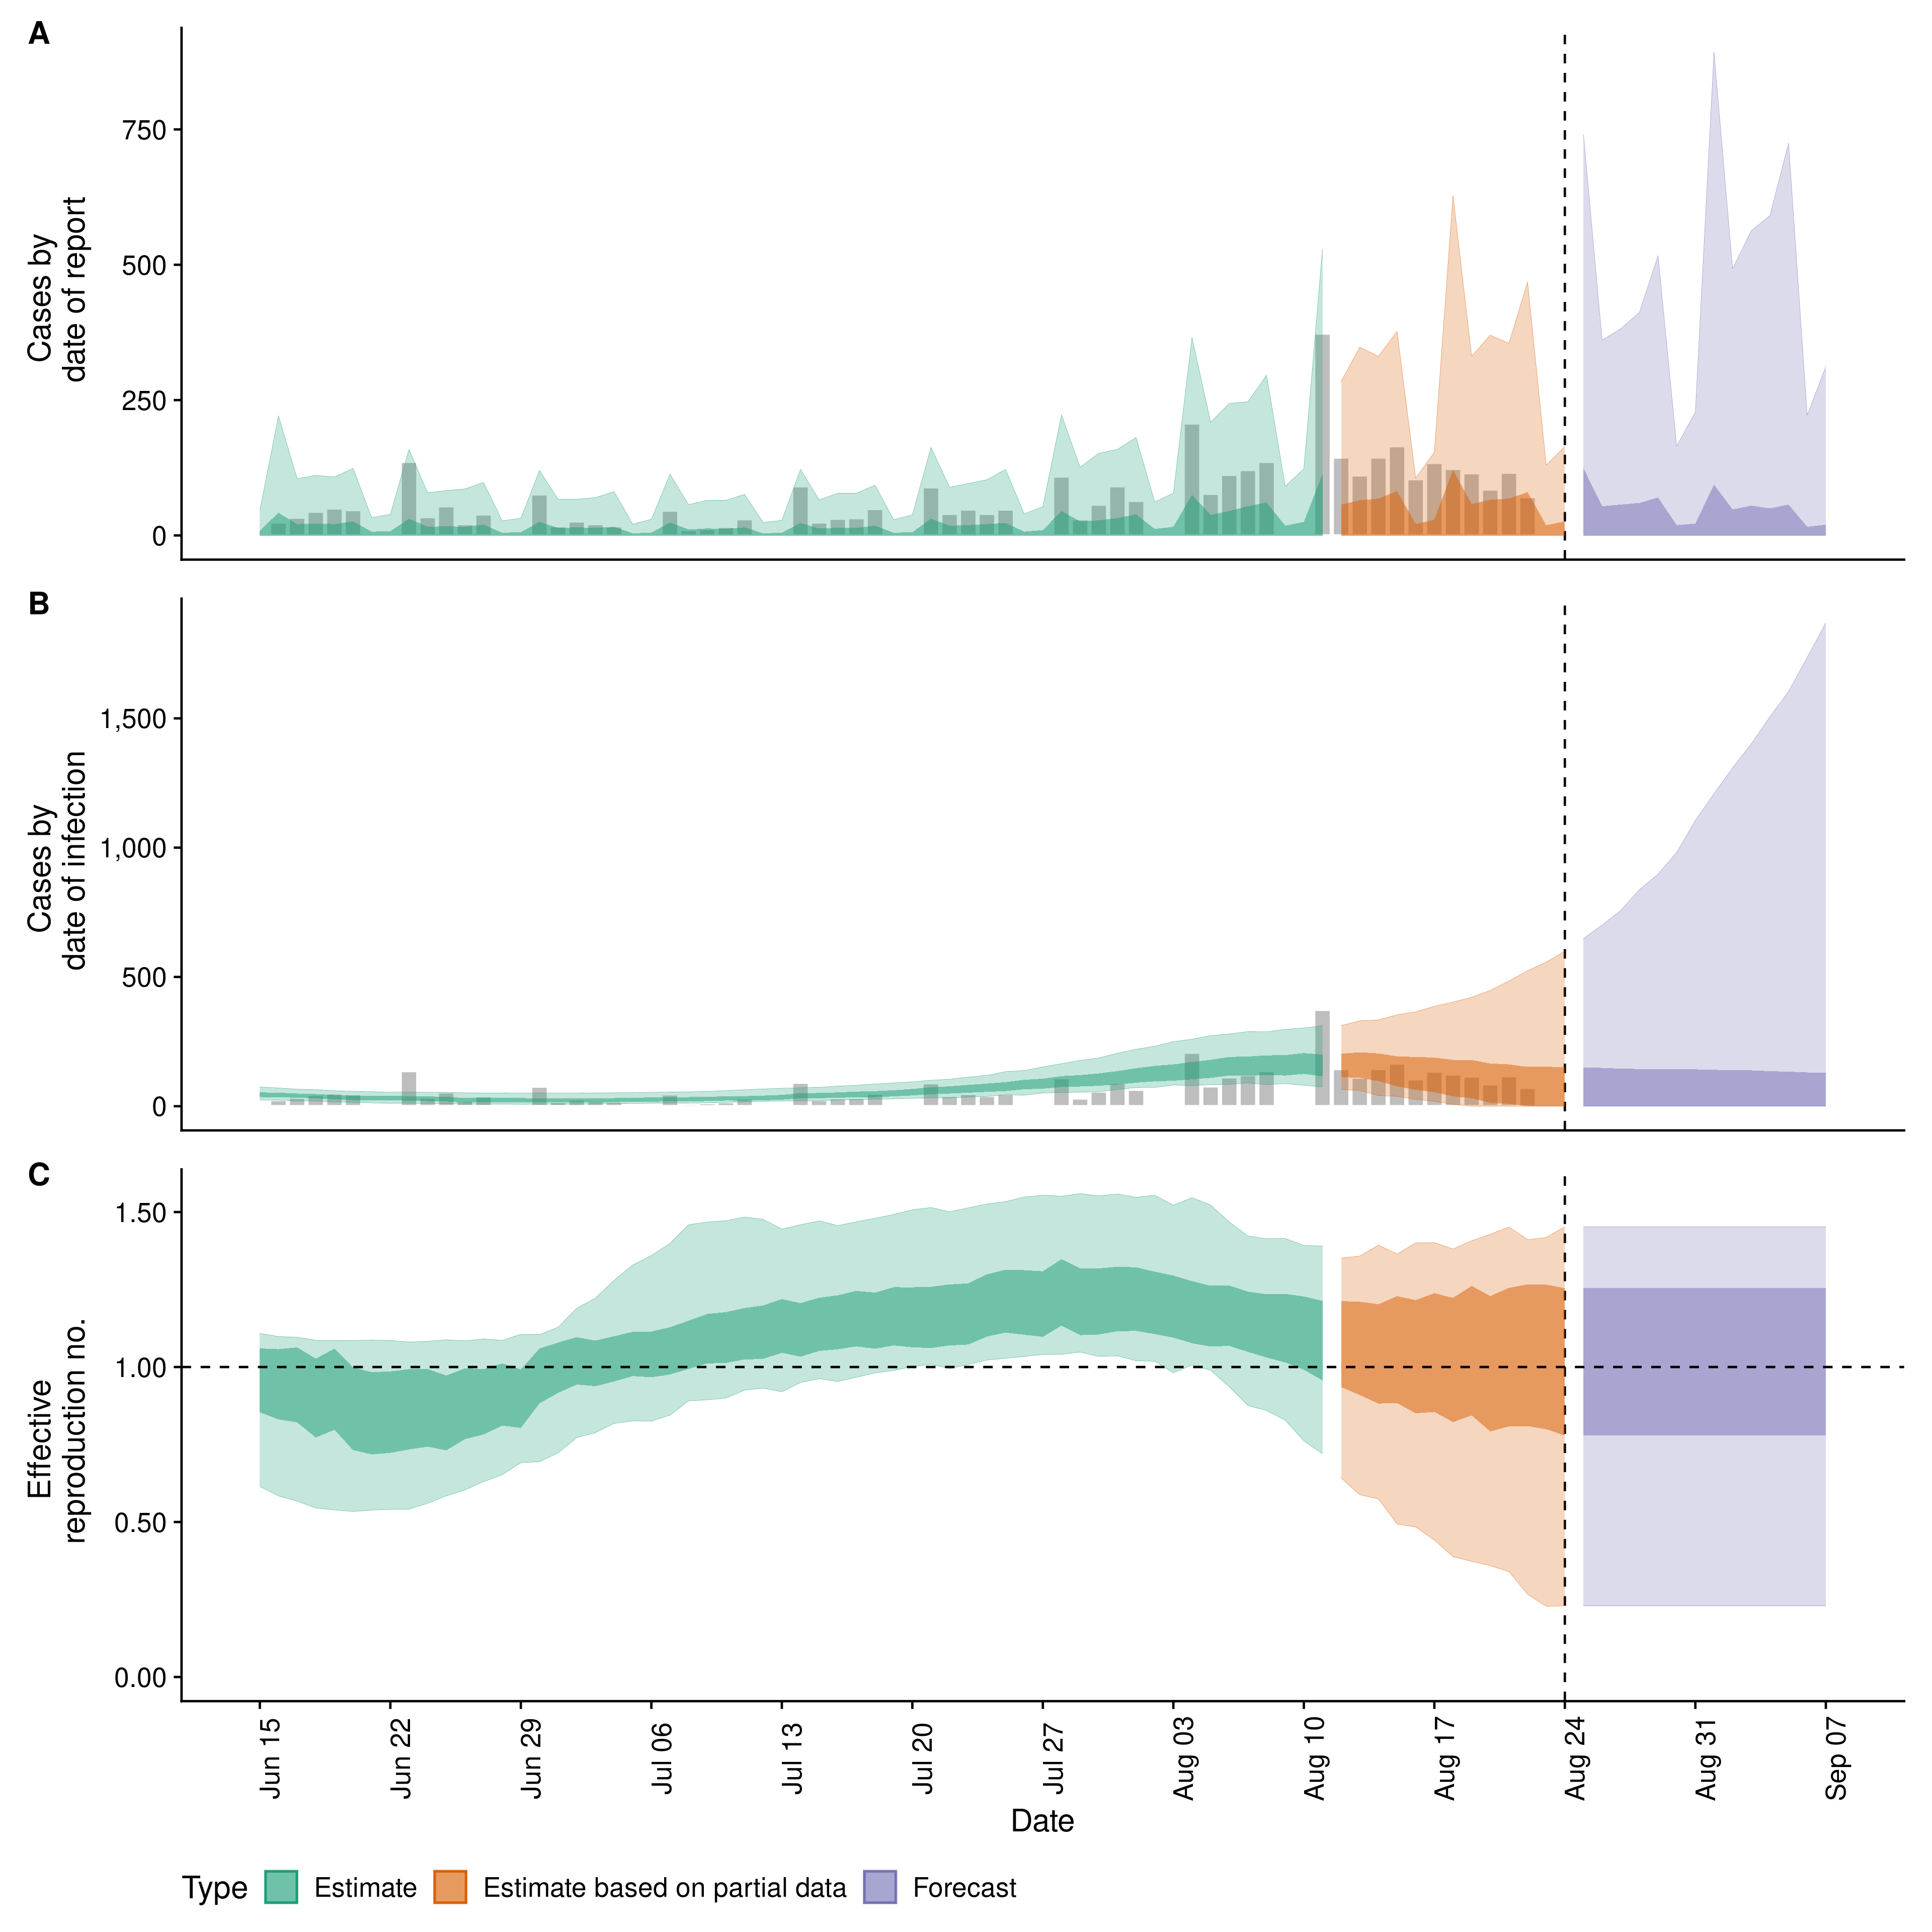 A
Cases by
date of report
750
500
250
0
B
Cases by
date of infection
1,500
1,000
500
0
C
Effective
reproduction no.
1.50
1.00
0.50
0.00
Jun 15
Jun 22
Jun 29
Jul 06
Jul 13
Jul 20
Jul 27
Aug 03
Aug 10
Aug 17
Aug 24
Aug 31
Sep 07
Date
Type
Estimate
Estimate based on partial data
Forecast